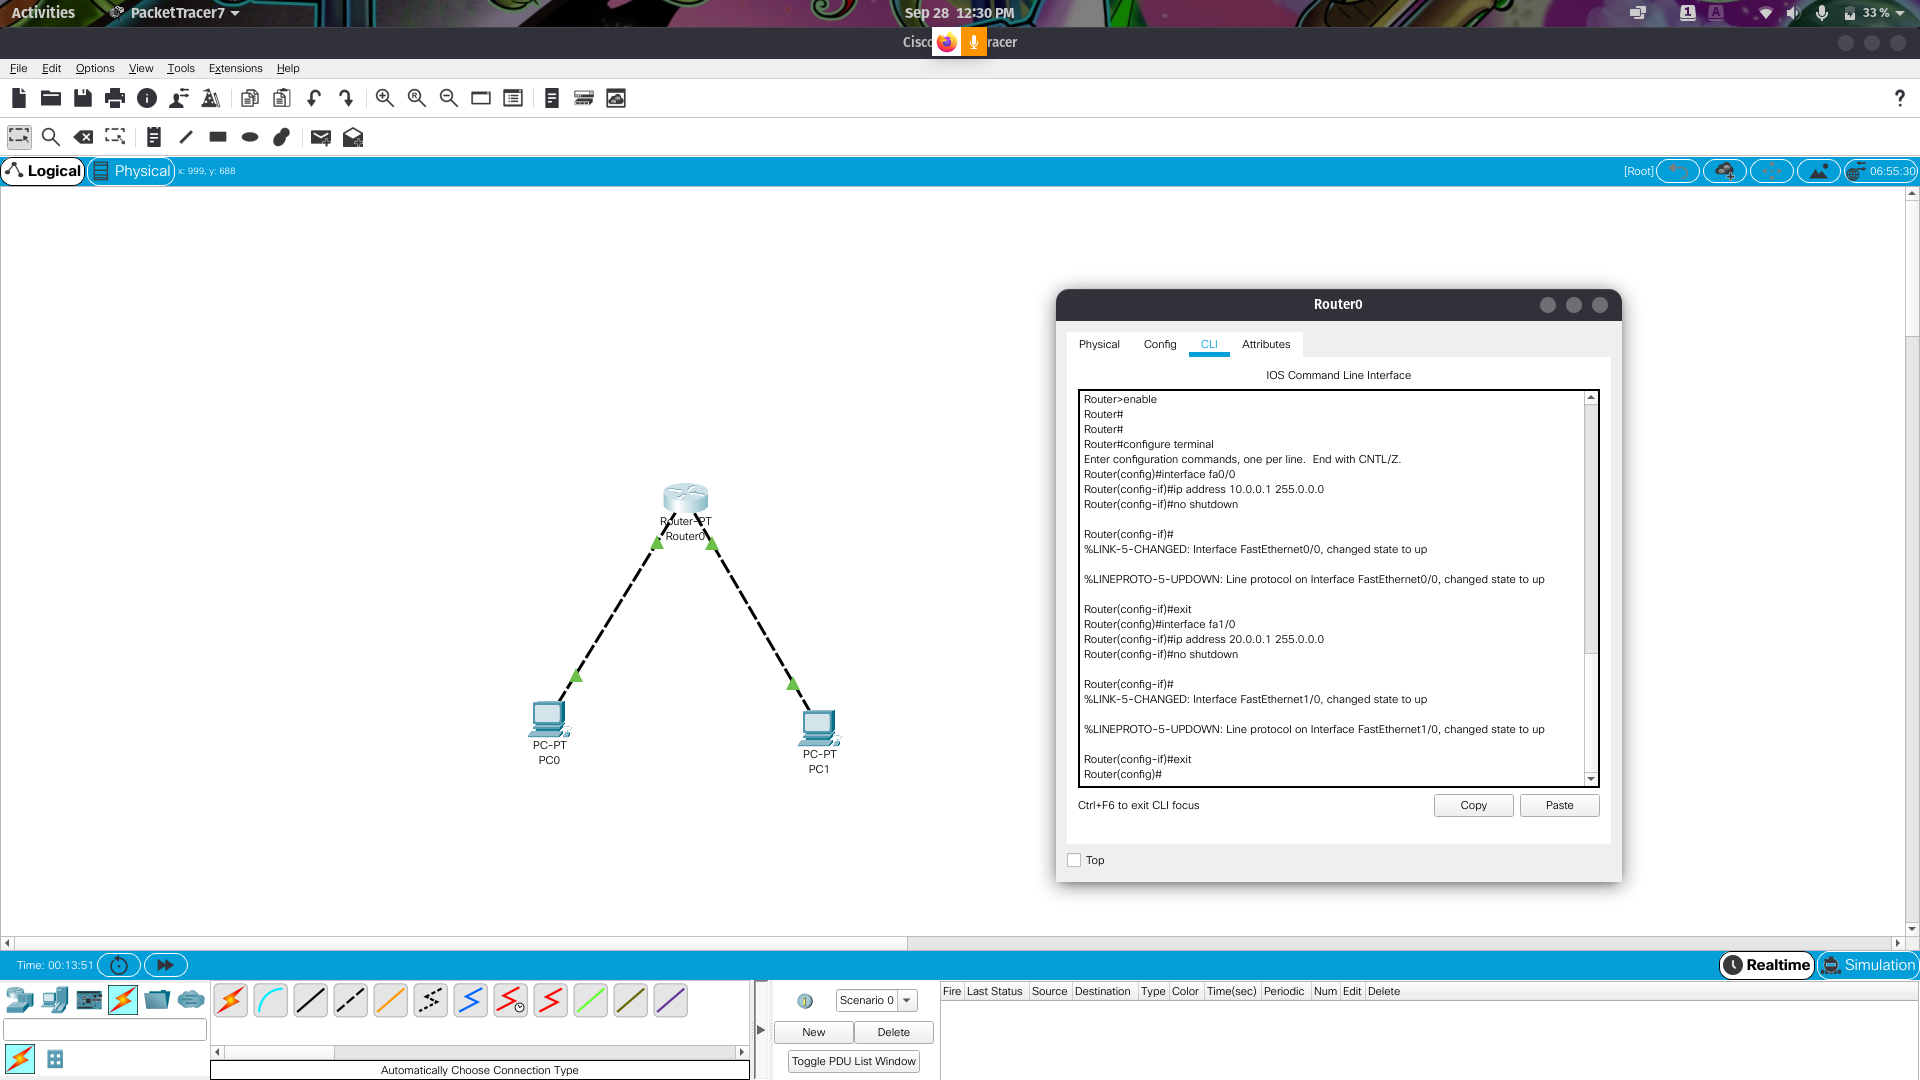 Activities PacketTracer7 Sep 28 12:30 PM 1 A 33 %
Cisco racer
File Edit Options View Tools Extensions Help
?
Logical Physical x: 999, y: 688 [Root] 06:55:30
Router-PT
Router0
PC-PT
PC0
PC-PT
PC1
Router0
Physical Config CLI Attributes
IOS Command Line Interface
Router>enable
Router#
Router#
Router#configure terminal
Enter configuration commands, one per line. End with CNTL/Z.
Router(config)#interface fa0/0
Router(config-if)#ip address 10.0.0.1 255.0.0.0
Router(config-if)#no shutdown
Router(config-if)#
%LINK-5-CHANGED: Interface FastEthernet0/0, changed state to up
%LINEPROTO-5-UPDOWN: Line protocol on Interface FastEthernet0/0, changed state to up
Router(config-if)#exit
Router(config)#interface fa1/0
Router(config-if)#ip address 20.0.0.1 255.0.0.0
Router(config-if)#no shutdown
Router(config-if)#
%LINK-5-CHANGED: Interface FastEthernet1/0, changed state to up
%LINEPROTO-5-UPDOWN: Line protocol on Interface FastEthernet1/0, changed state to up
Router(config-if)#exit
Router(config)#
Ctrl+F6 to exit CLI focus Copy Paste
Top
Time: 00:13:51 Realtime Simulation
Scenario 0
New Delete
Toggle PDU List Window
Fire Last Status Source Destination Type Color Time(sec) Periodic Num Edit Delete
Automatically Choose Connection Type